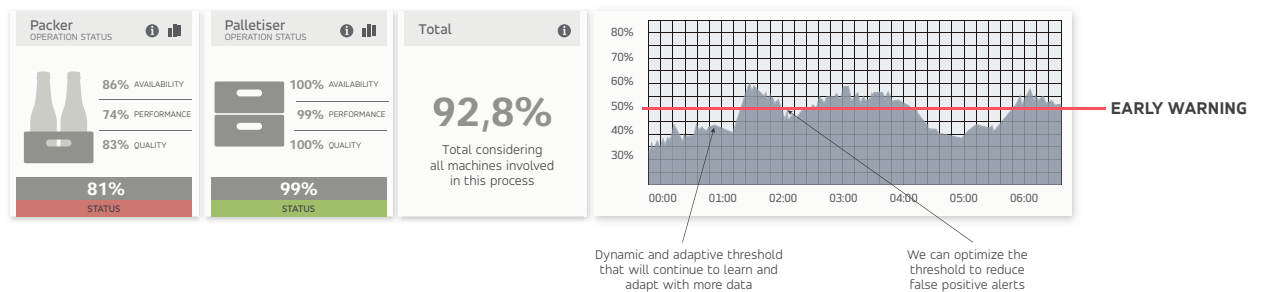 Packer
OPERATION STATUS
86% AVAILABILITY
74% PERFORMANCE
83% QUALITY
81%
STATUS
Palletiser
OPERATION STATUS
100% AVAILABILITY
99% PERFORMANCE
100% QUALITY
99%
STATUS
Total
92,8%
Total considering
all machines involved
in this process
80%
70%
60%
50%
40%
30%
00:00 01:00 02:00 03:00 04:00 05:00 06:00
EARLY WARNING
Dynamic and adaptive threshold
that will continue to learn and
adapt with more data
We can optimize the
threshold to reduce
false positive alerts